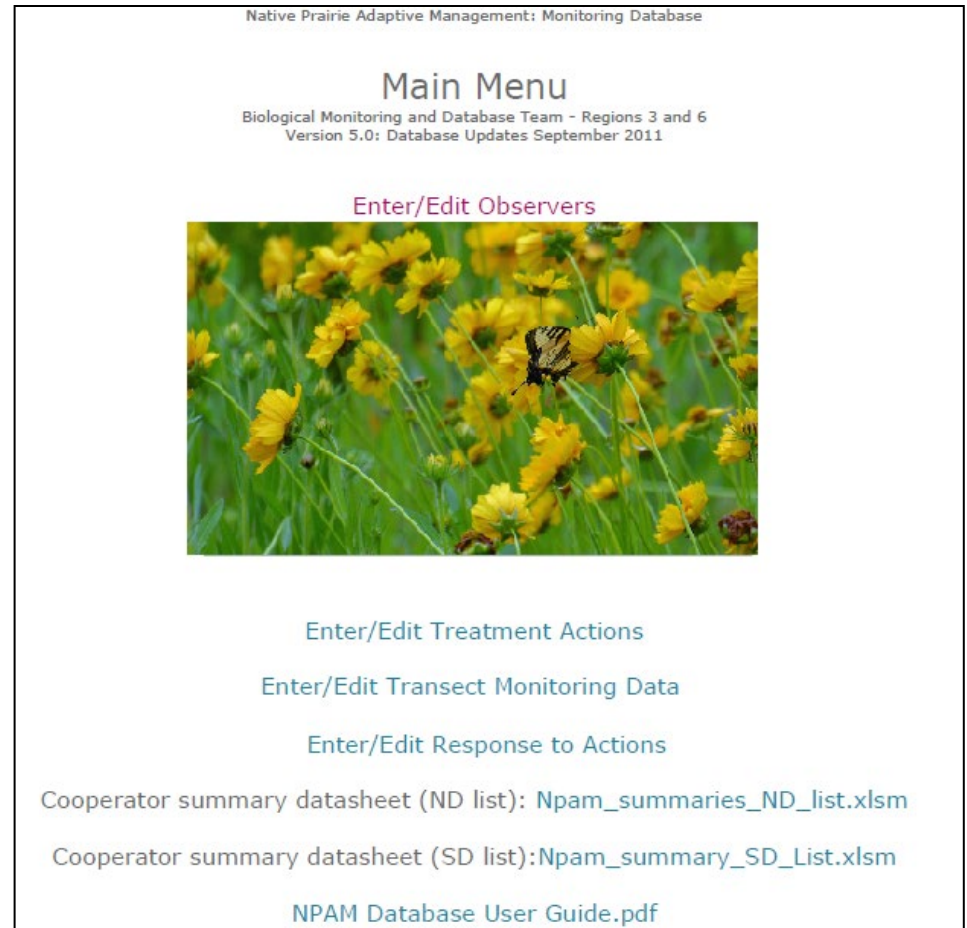 Native Prairie Adaptive Management: Monitoring Database
Main Menu
Biological Monitoring and Database Team - Regions 3 and 6
Version 5.0: Database Updates September 2011
Enter/Edit Observers
Enter/Edit Treatment Actions
Enter/Edit Transect Monitoring Data
Enter/Edit Response to Actions
Cooperator summary datasheet (ND list): Npam_summaries_ND_list.xlsm
Cooperator summary datasheet (SD list):Npam_summary_SD_List.xlsm
NPAM Database User Guide.pdf